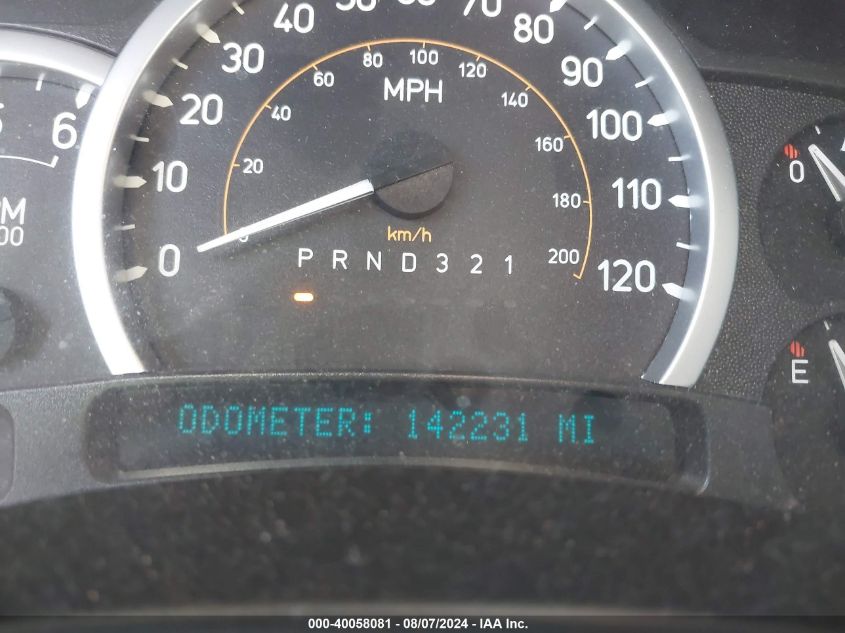 40 50 60 70 80
30 90
20 100
10 110
0 120
20 40 60 80 100 120 140 160 180 200
MPH
km/h
P R N D 3 2 1
6
0
E
ODOMETER: 142231 MI
000-40058081 - 08/07/2024 - IAA Inc.